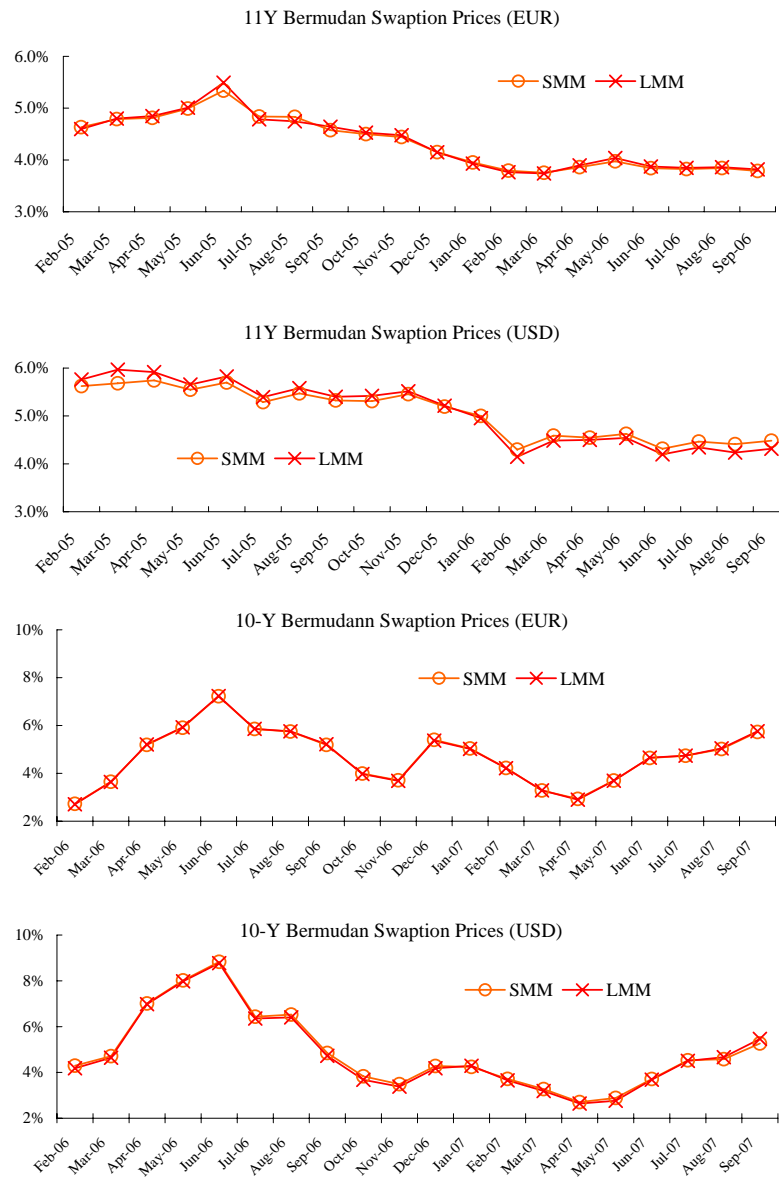 11Y Bermudan Swaption Prices (EUR)
6.0%
5.0%
4.0%
3.0%
SMM LMM
Feb-05 Mar-05 Apr-05 May-05 Jun-05 Jul-05 Aug-05 Sep-05 Oct-05 Nov-05 Dec-05 Jan-06 Feb-06 Mar-06 Apr-06 May-06 Jun-06 Jul-06 Aug-06 Sep-06
11Y Bermudan Swaption Prices (USD)
6.0%
5.0%
4.0%
3.0%
SMM LMM
Feb-05 Mar-05 Apr-05 May-05 Jun-05 Jul-05 Aug-05 Sep-05 Oct-05 Nov-05 Dec-05 Jan-06 Feb-06 Mar-06 Apr-06 May-06 Jun-06 Jul-06 Aug-06 Sep-06
10-Y Bermudann Swaption Prices (EUR)
10%
8%
6%
4%
2%
SMM LMM
Feb-06 Mar-06 Apr-06 May-06 Jun-06 Jul-06 Aug-06 Sep-06 Oct-06 Nov-06 Dec-06 Jan-07 Feb-07 Mar-07 Apr-07 May-07 Jun-07 Jul-07 Aug-07 Sep-07
10-Y Bermudan Swaption Prices (USD)
10%
8%
6%
4%
2%
SMM LMM
Feb-06 Mar-06 Apr-06 May-06 Jun-06 Jul-06 Aug-06 Sep-06 Oct-06 Nov-06 Dec-06 Jan-07 Feb-07 Mar-07 Apr-07 May-07 Jun-07 Jul-07 Aug-07 Sep-07